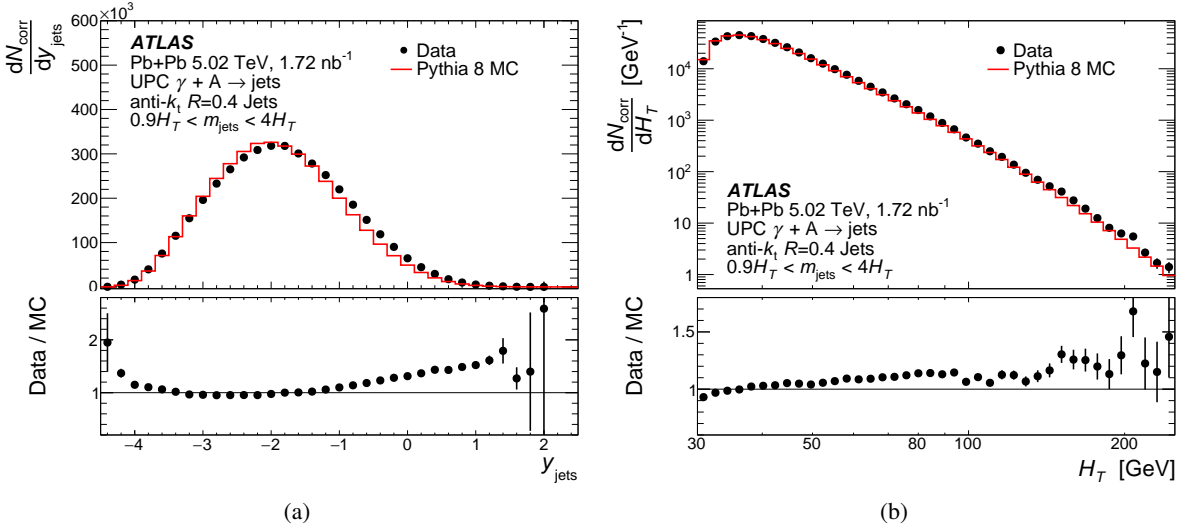 ×10³
dN_corr
dy_jets
600
500
400
300
200
100
0
ATLAS
Pb+Pb 5.02 TeV, 1.72 nb⁻¹
UPC γ + A → jets
anti-k_t R=0.4 Jets
0.9H_T < m_jets < 4H_T
Data
Pythia 8 MC
Data / MC
2
1
−4 −3 −2 −1 0 1 2
y_jets
(a)
dN_corr
dH_T
[GeV⁻¹]
10⁴
10³
10²
10
1
Data
Pythia 8 MC
ATLAS
Pb+Pb 5.02 TeV, 1.72 nb⁻¹
UPC γ + A → jets
anti-k_t R=0.4 Jets
0.9H_T < m_jets < 4H_T
Data / MC
1.5
1
30 50 80 100 200
H_T [GeV]
(b)